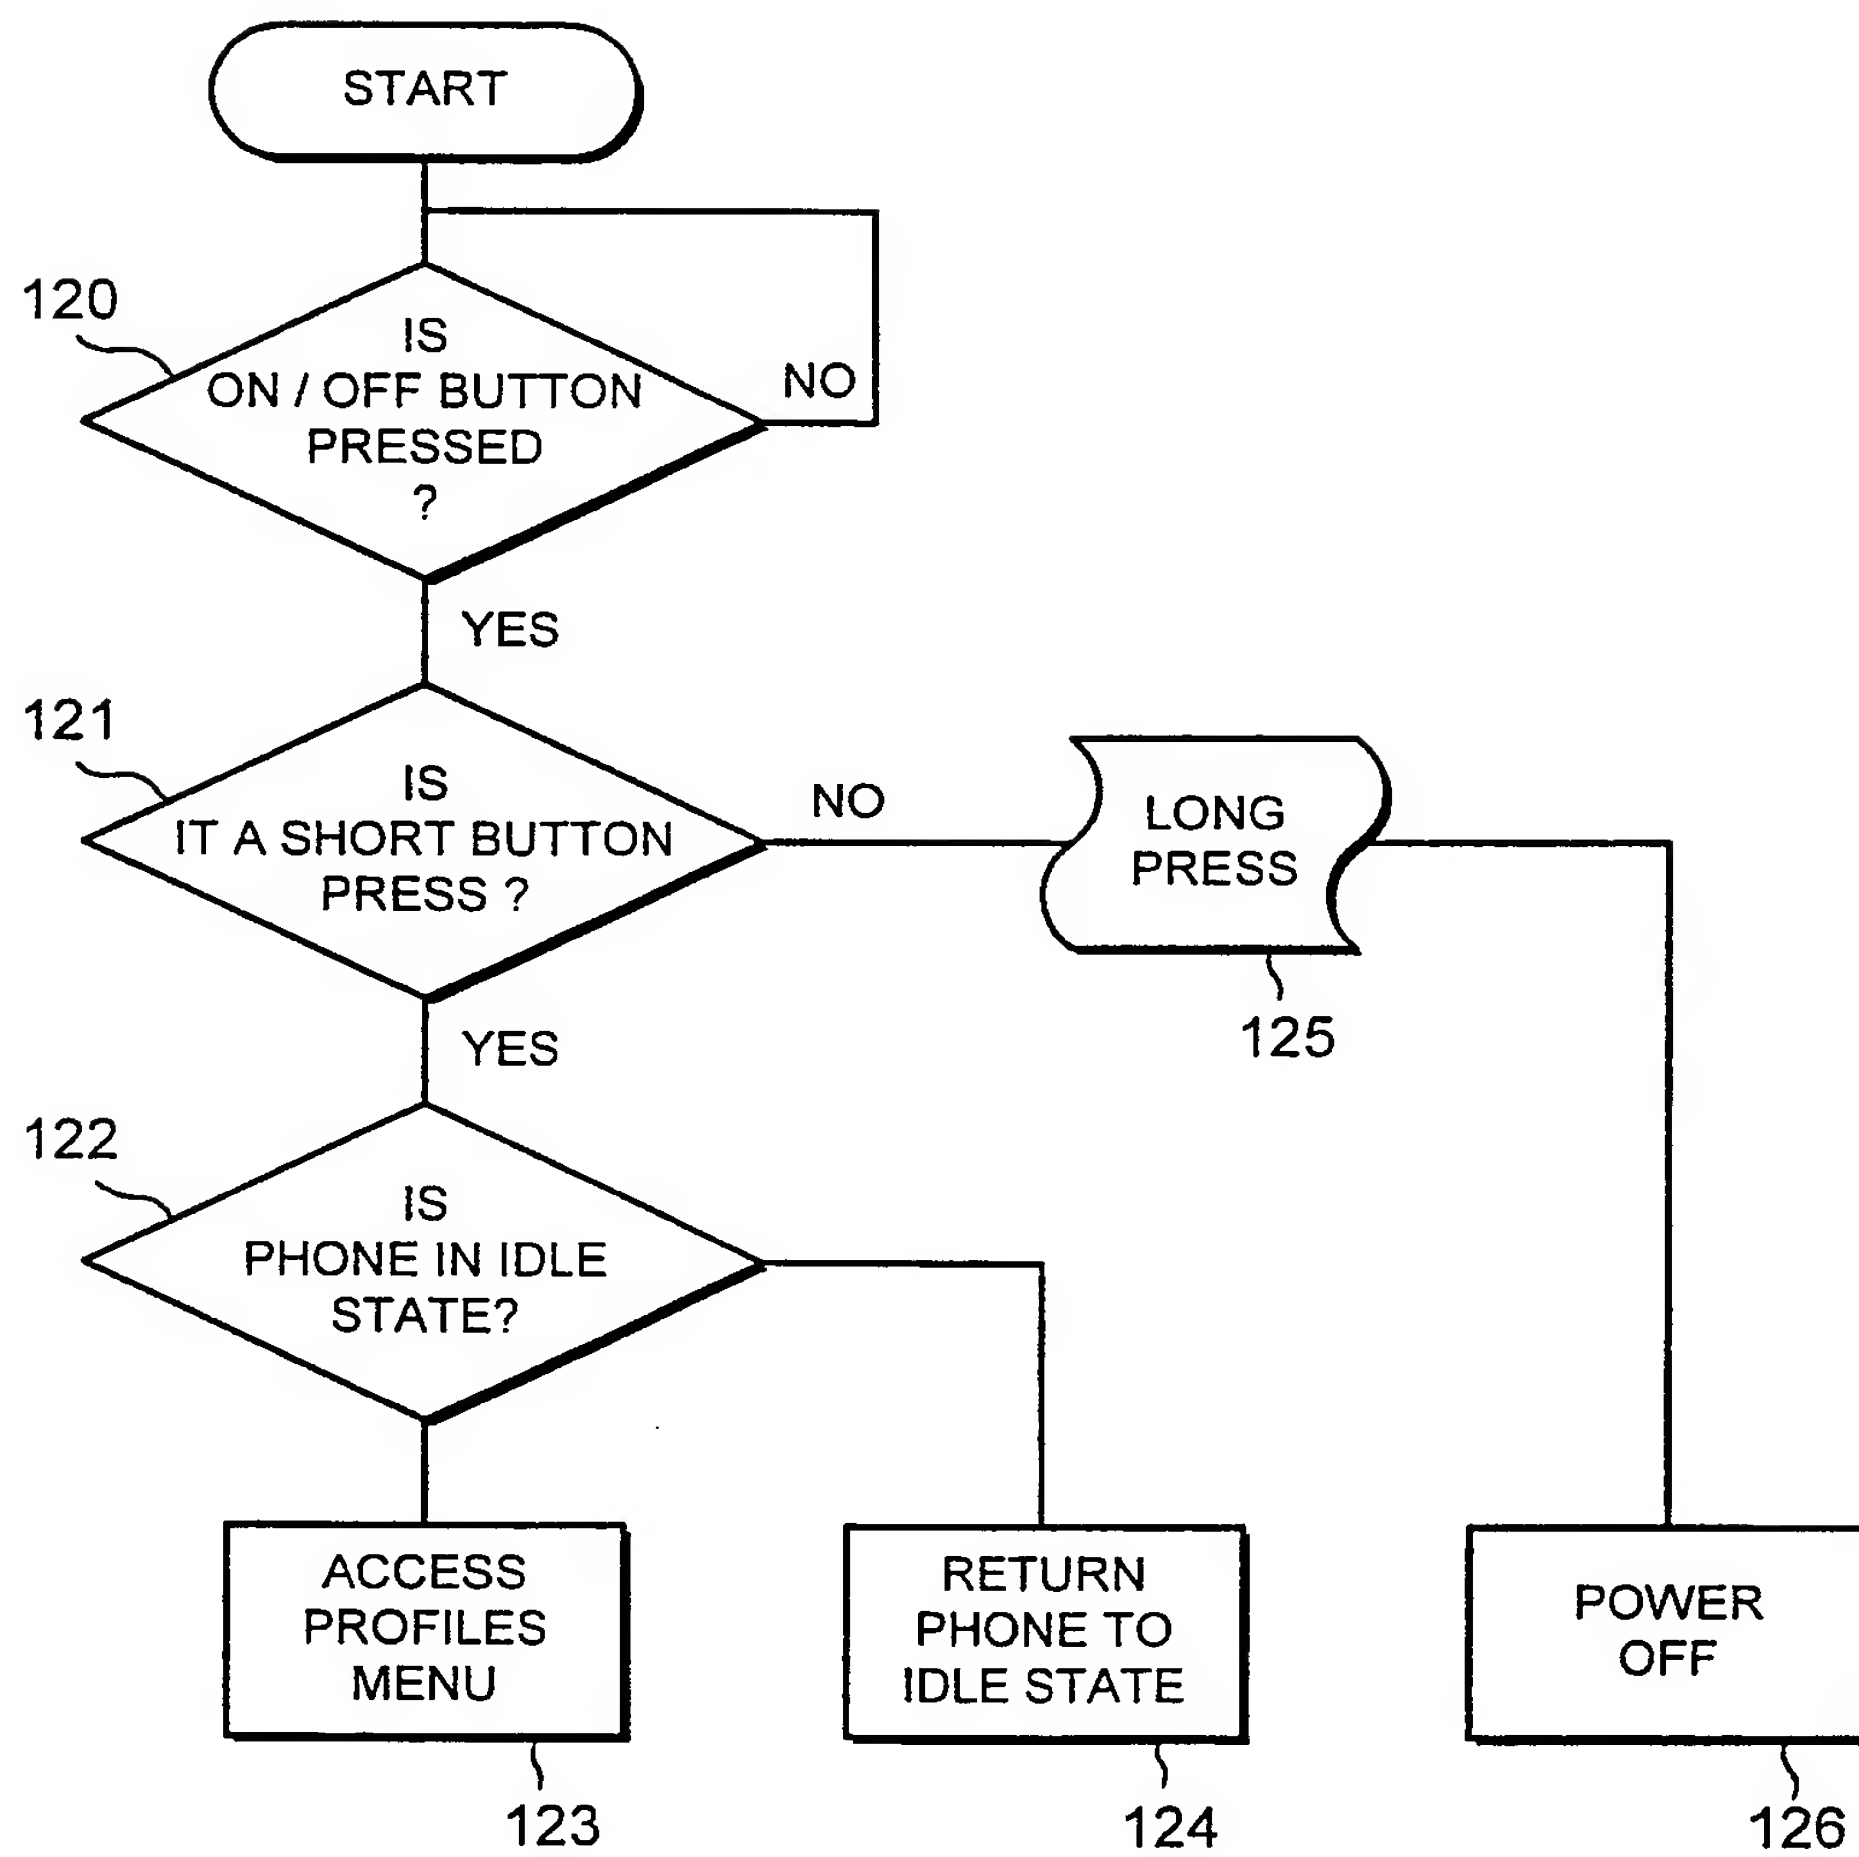 START
120
IS
ON / OFF BUTTON
PRESSED
?
NO
YES
121
IS
IT A SHORT BUTTON
PRESS ?
NO
LONG
PRESS
125
YES
122
IS
PHONE IN IDLE
STATE?
ACCESS
PROFILES
MENU
123
RETURN
PHONE TO
IDLE STATE
124
POWER
OFF
126